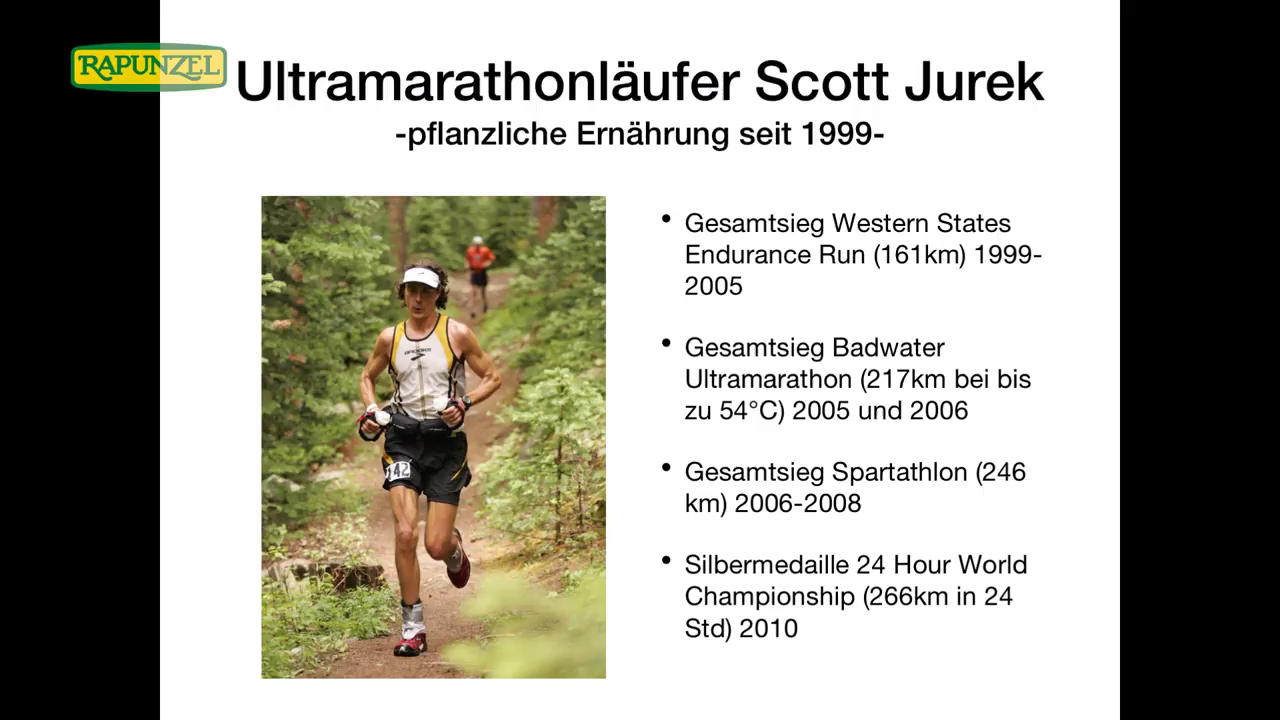 RAPUNZEL
Ultramarathonläufer Scott Jurek
-pflanzliche Ernährung seit 1999-
• Gesamtsieg Western States
Endurance Run (161km) 1999-
2005
• Gesamtsieg Badwater
Ultramarathon (217km bei bis
zu 54°C) 2005 und 2006
• Gesamtsieg Spartathlon (246
km) 2006-2008
• Silbermedaille 24 Hour World
Championship (266km in 24
Std) 2010
BROOKS
142